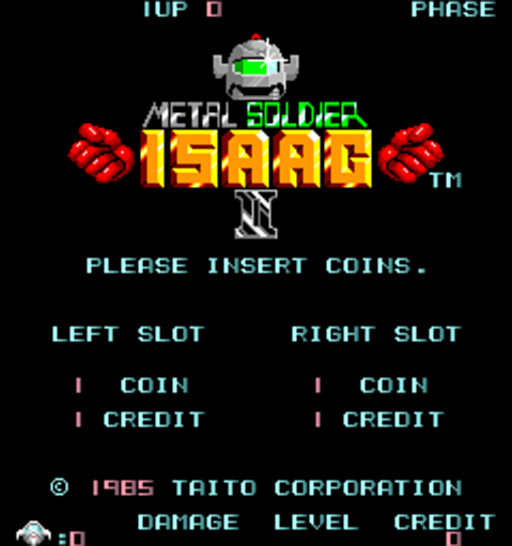 1UP 0 PHASE
METAL SOLDIER
ISAAC
TM
II
PLEASE INSERT COINS.
LEFT SLOT RIGHT SLOT
1 COIN 1 COIN
1 CREDIT 1 CREDIT
© 1985 TAITO CORPORATION
DAMAGE LEVEL CREDIT
:0 0